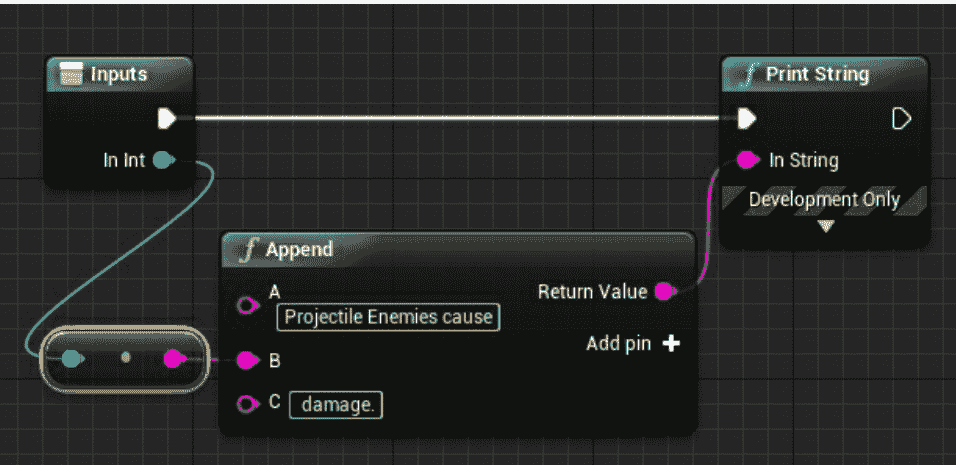 Inputs
In Int
f Print String
In String
Development Only
f Append
A
Projectile Enemies cause
Return Value
Add pin
B
C damage.